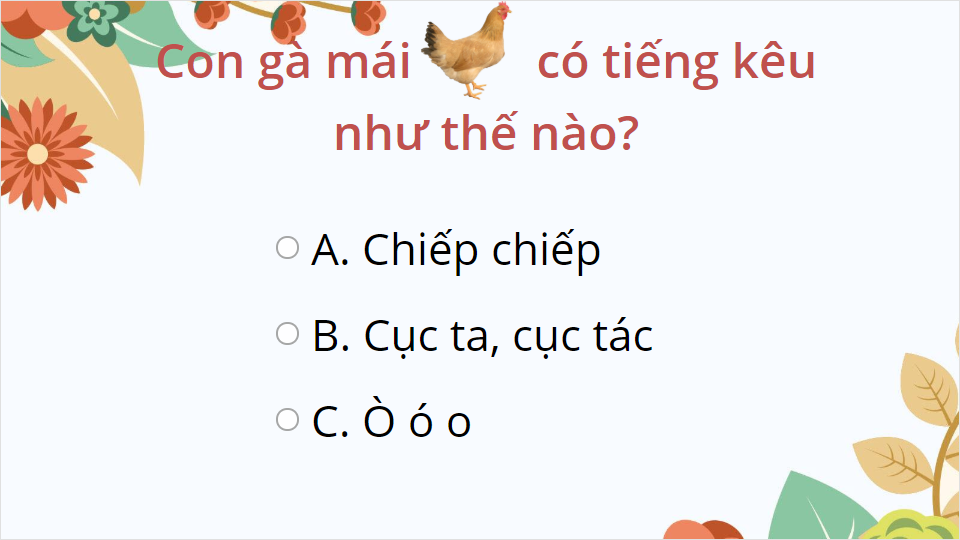 Con gà mái có tiếng kêu
như thế nào?
A. Chiếp chiếp
B. Cục ta, cục tác
C. Ò ó o